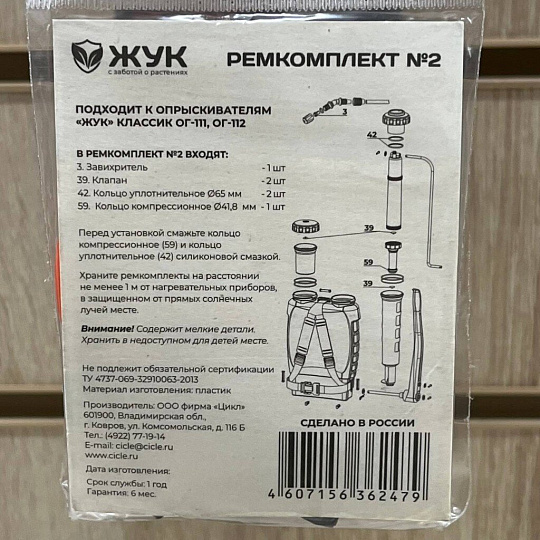 ЖУК
с заботой о растениях
РЕМКОМПЛЕКТ №2
ПОДХОДИТ К ОПРЫСКИВАТЕЛЯМ
«ЖУК» КЛАССИК ОГ-111, ОГ-112
В РЕМКОМПЛЕКТ №2 ВХОДЯТ:
3. Завихритель - 1 шт
39. Клапан - 2 шт
42. Кольцо уплотнительное Ø65 мм - 2 шт
59. Кольцо компрессионное Ø41,8 мм - 1 шт
Перед установкой смажьте кольцо
компрессионное (59) и кольцо
уплотнительное (42) силиконовой смазкой.
Храните ремкомплекты на расстоянии
не менее 1 м от нагревательных приборов,
в защищенном от прямых солнечных
лучей месте.
Внимание! Содержит мелкие детали.
Хранить в недоступном для детей месте.
Не подлежит обязательной сертификации
ТУ 4737-069-32910063-2013
Материал изготовления: пластик
Производитель: ООО фирма «Цикл»
601900, Владимирская обл.,
г. Ковров, ул. Комсомольская, д. 116 Б
Тел.: (4922) 77-19-14
E-mail: cicle@cicle.ru
www.cicle.ru
Дата изготовления:
Срок службы: 1 год
Гарантия: 6 мес.
3
42
39
59
39
СДЕЛАНО В РОССИИ
4 607156 362479